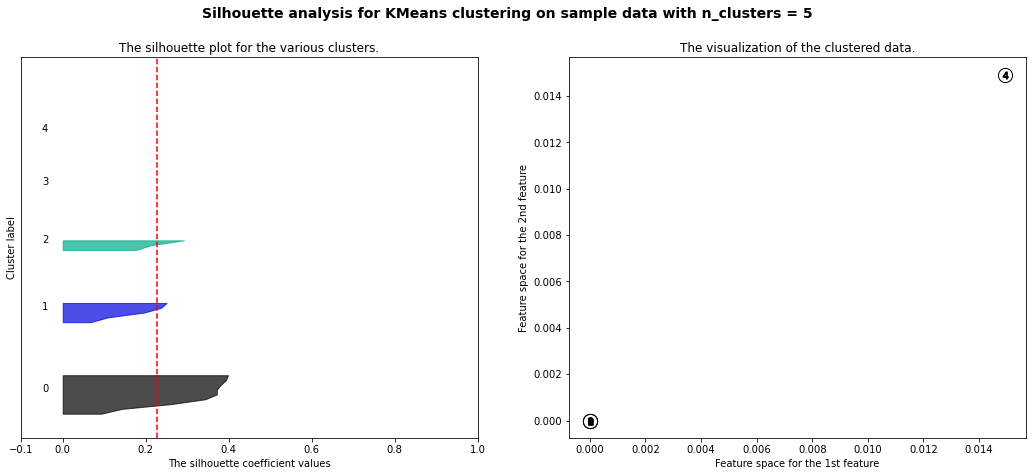 Silhouette analysis for KMeans clustering on sample data with n_clusters = 5
The silhouette plot for the various clusters.
Cluster label
4
3
2
1
0
−0.1 0.0 0.2 0.4 0.6 0.8 1.0
The silhouette coefficient values
The visualization of the clustered data.
Feature space for the 2nd feature
0.014
0.012
0.010
0.008
0.006
0.004
0.002
0.000
4
0.000 0.002 0.004 0.006 0.008 0.010 0.012 0.014
Feature space for the 1st feature